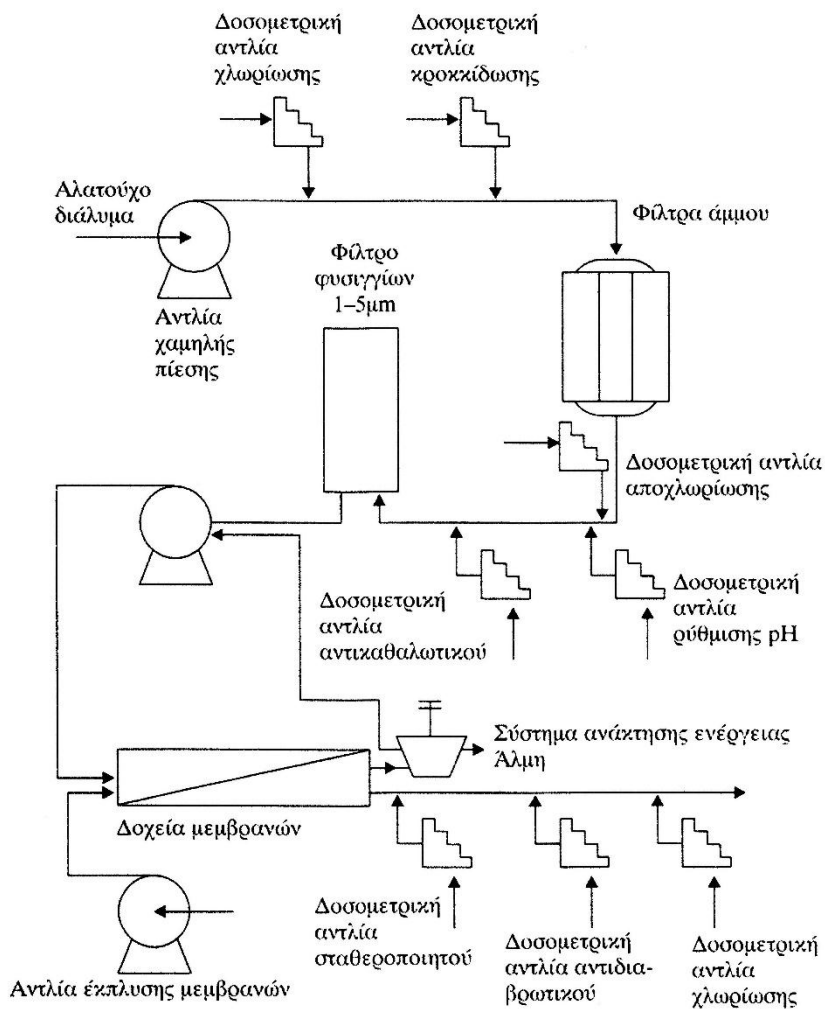 Δοσομετρική
αντλία
χλωρίωσης
Δοσομετρική
αντλία
κροκκίδωσης
Αλατούχο
διάλυμα
Φίλτρα άμμου
Φίλτρο
φυσιγγίων
1–5μm
Αντλία
χαμηλής
πίεσης
Δοσομετρική αντλία
αποχλωρίωσης
Δοσομετρική
αντλία
αντικαθαλωτικού
Δοσομετρική
αντλία
ρύθμισης pH
Σύστημα ανάκτησης ενέργειας
Άλμη
Δοχεία μεμβρανών
Δοσομετρική
αντλία
σταθεροποιητού
Δοσομετρική
αντλία αντιδια-
βρωτικού
Δοσομετρική
αντλία
χλωρίωσης
Αντλία έκπλυσης μεμβρανών